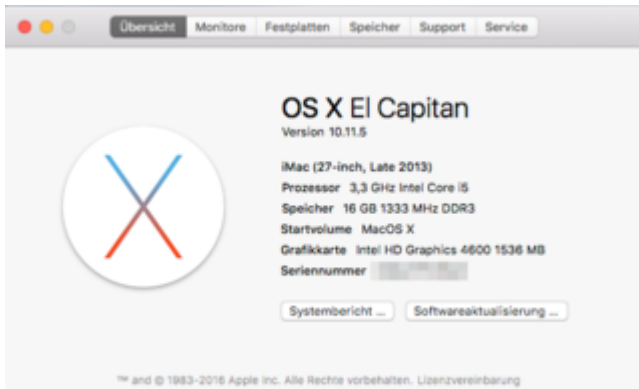 Übersicht Monitore Festplatten Speicher Support Service
OS X El Capitan
Version 10.11.5
iMac (27-inch, Late 2013)
Prozessor 3,3 GHz Intel Core i5
Speicher 16 GB 1333 MHz DDR3
Startvolume MacOS X
Grafikkarte Intel HD Graphics 4600 1536 MB
Seriennummer
Systembericht ... Softwareaktualisierung ...
™ and © 1983-2016 Apple Inc. Alle Rechte vorbehalten. Lizenzvereinbarung